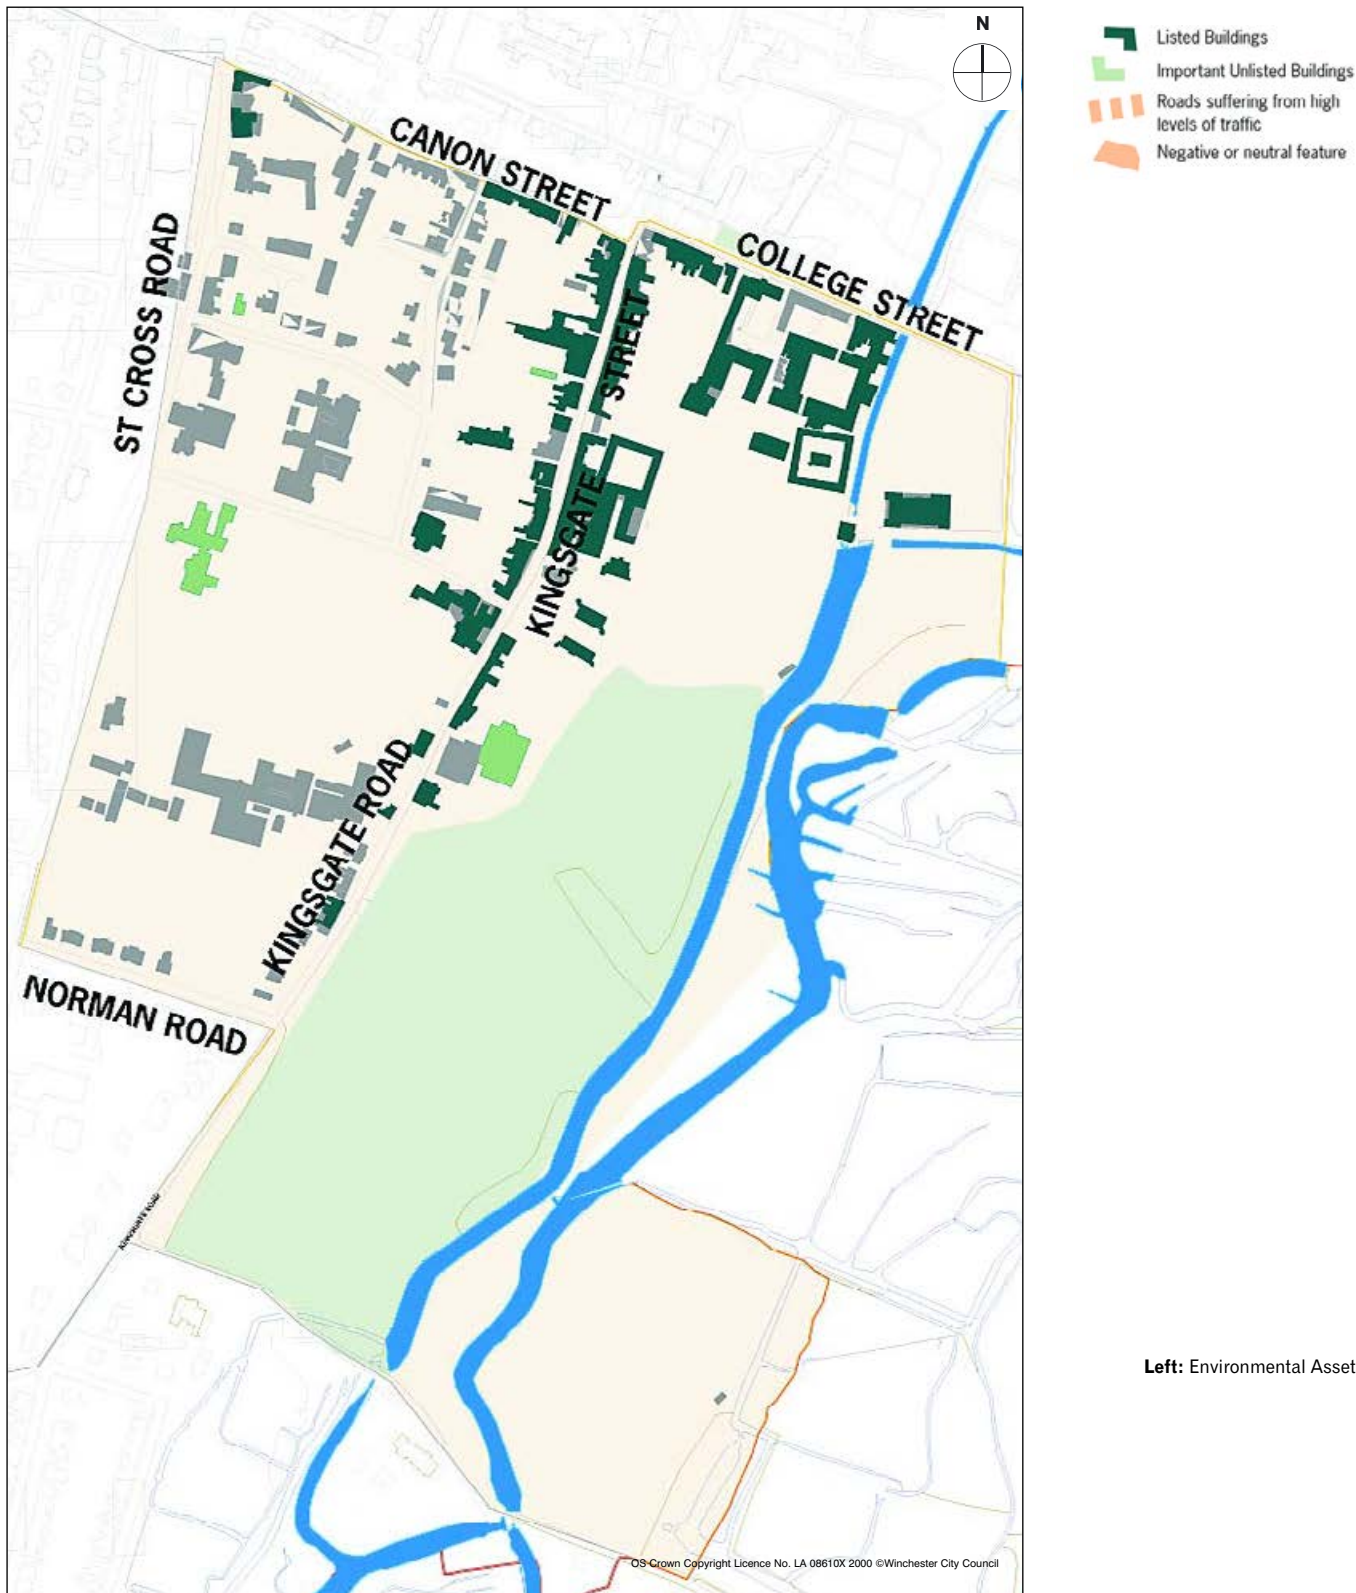 N
CANON STREET
COLLEGE STREET
ST CROSS ROAD
KINGSGATE STREET
KINGSGATE ROAD
NORMAN ROAD
KINGSGATE ROAD
OS Crown Copyright Licence No. LA 08610X 2000 ©Winchester City Council
Listed Buildings
Important Unlisted Buildings
Roads suffering from high
levels of traffic
Negative or neutral feature
Left: Environmental Asset